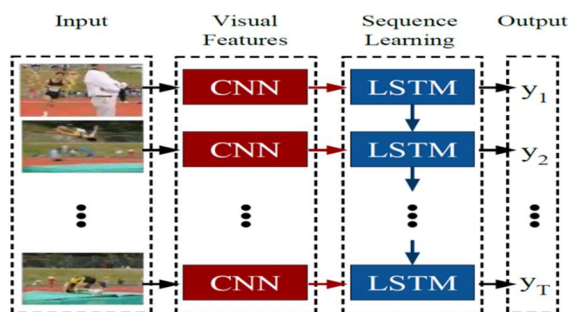 Input
Visual
Features
Sequence
Learning
Output
CNN
LSTM
y1
CNN
LSTM
y2
CNN
LSTM
yT